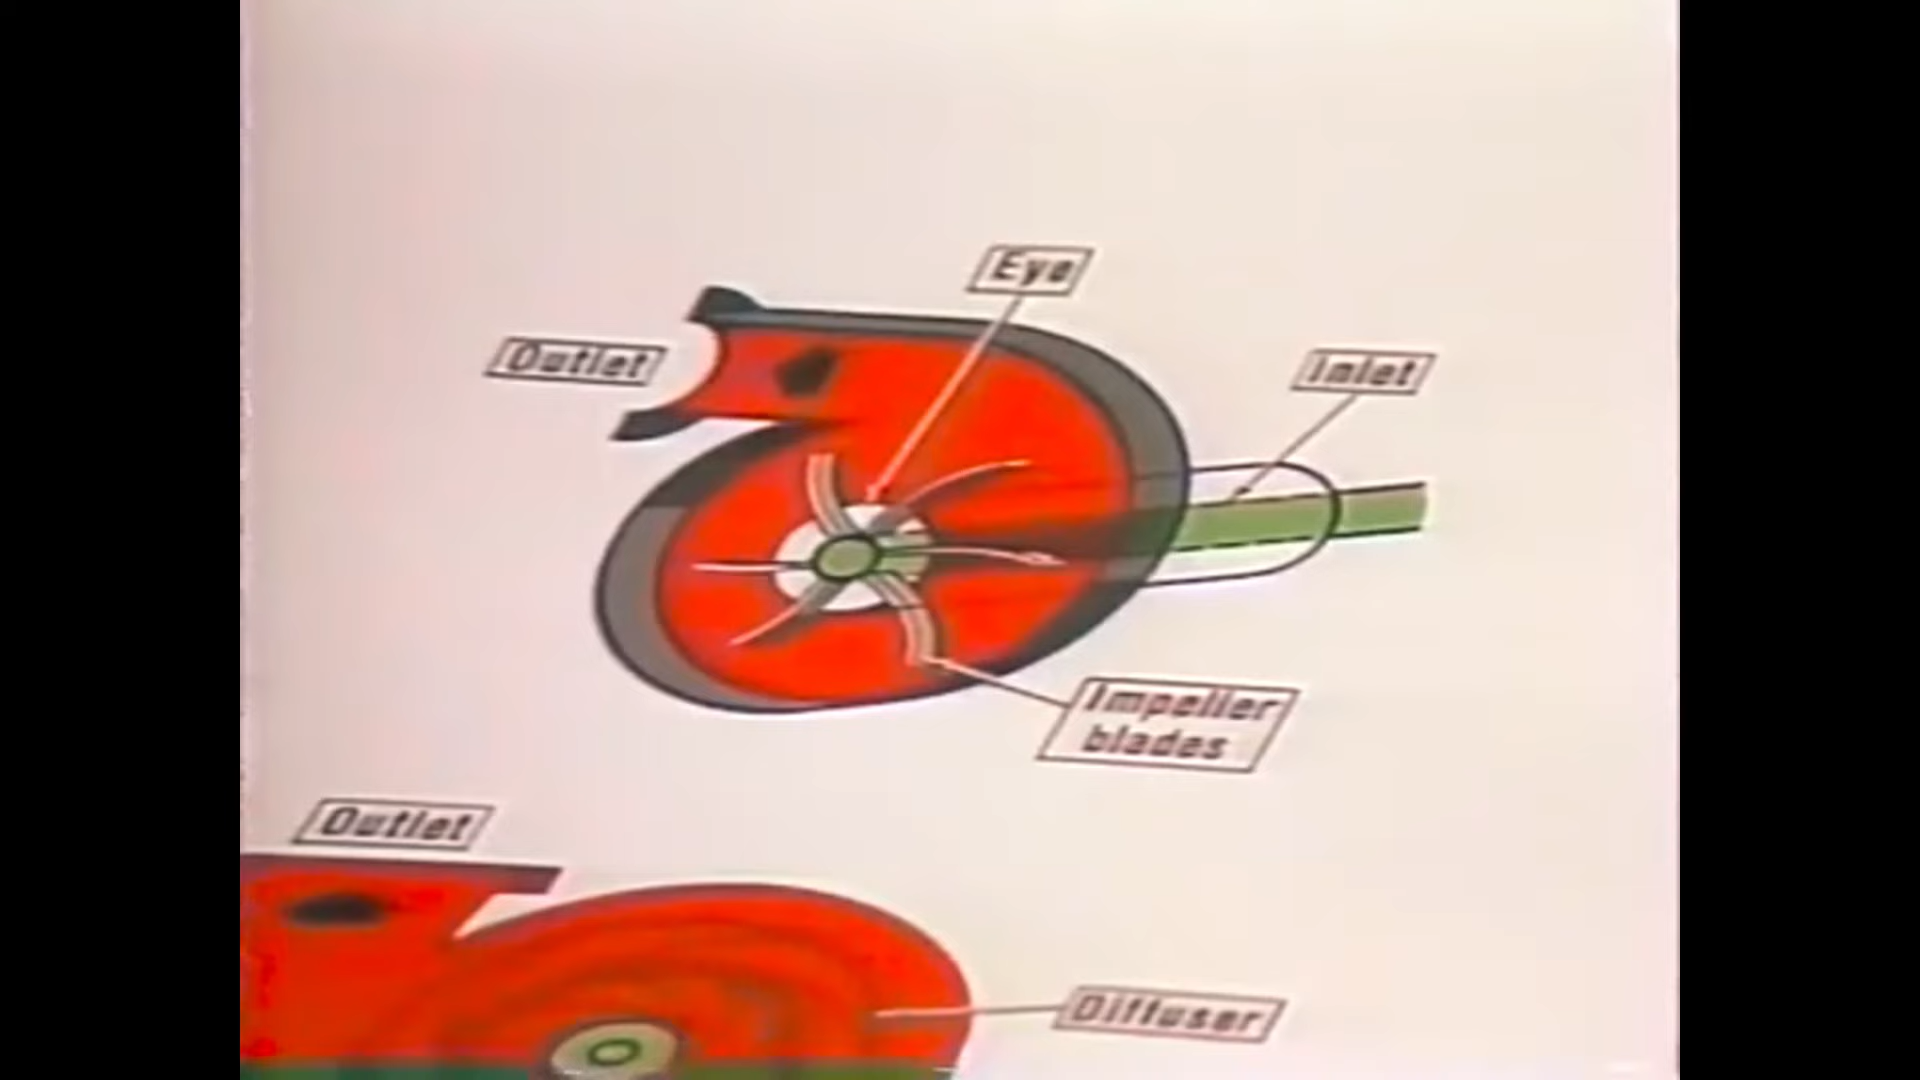 Eye
Outlet
Inlet
Impeller
blades
Outlet
Diffuser